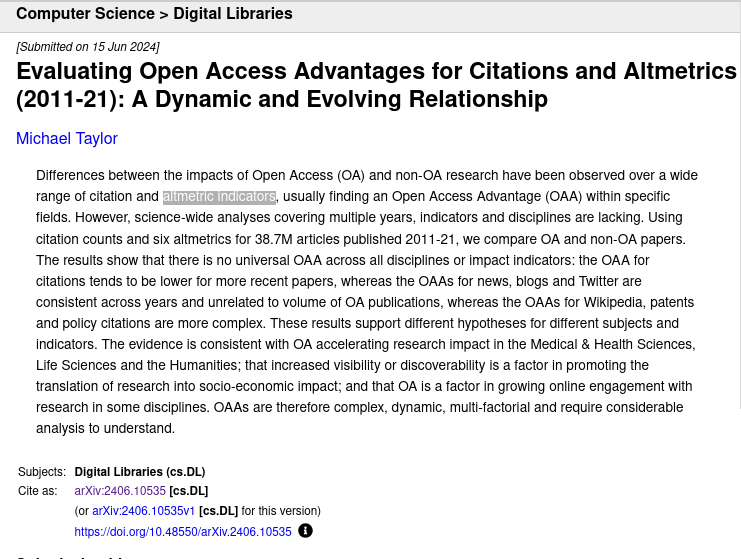 Computer Science > Digital Libraries
[Submitted on 15 Jun 2024]
Evaluating Open Access Advantages for Citations and Altmetrics
(2011-21): A Dynamic and Evolving Relationship
Michael Taylor
Differences between the impacts of Open Access (OA) and non-OA research have been observed over a wide
range of citation and altmetric indicators, usually finding an Open Access Advantage (OAA) within specific
fields. However, science-wide analyses covering multiple years, indicators and disciplines are lacking. Using
citation counts and six altmetrics for 38.7M articles published 2011-21, we compare OA and non-OA papers.
The results show that there is no universal OAA across all disciplines or impact indicators: the OAA for
citations tends to be lower for more recent papers, whereas the OAAs for news, blogs and Twitter are
consistent across years and unrelated to volume of OA publications, whereas the OAAs for Wikipedia, patents
and policy citations are more complex. These results support different hypotheses for different subjects and
indicators. The evidence is consistent with OA accelerating research impact in the Medical & Health Sciences,
Life Sciences and the Humanities; that increased visibility or discoverability is a factor in promoting the
translation of research into socio-economic impact; and that OA is a factor in growing online engagement with
research in some disciplines. OAAs are therefore complex, dynamic, multi-factorial and require considerable
analysis to understand.
Subjects: Digital Libraries (cs.DL)
Cite as: arXiv:2406.10535 [cs.DL]
(or arXiv:2406.10535v1 [cs.DL] for this version)
https://doi.org/10.48550/arXiv.2406.10535